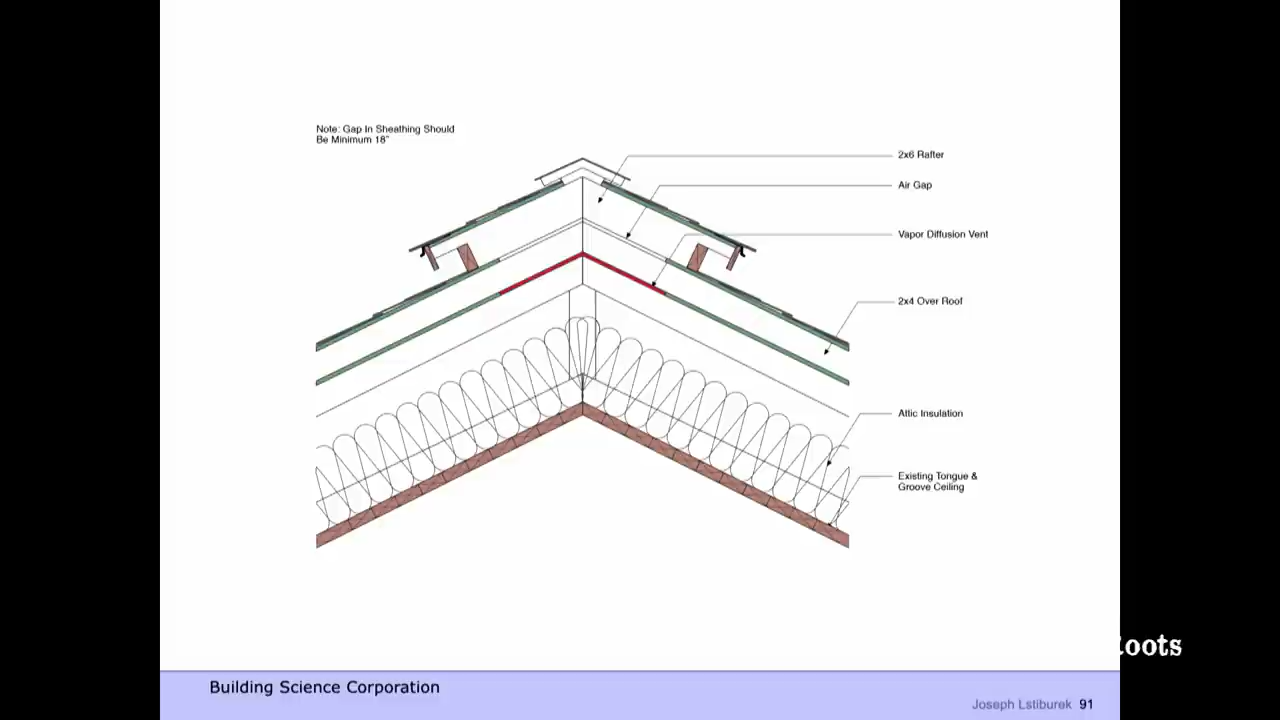 Note: Gap In Sheathing Should
Be Minimum 18"
2x6 Rafter
Air Gap
Vapor Diffusion Vent
2x4 Over Roof
Attic Insulation
Existing Tongue &
Groove Ceiling
Building Science Corporation
Joseph Lstiburek 91